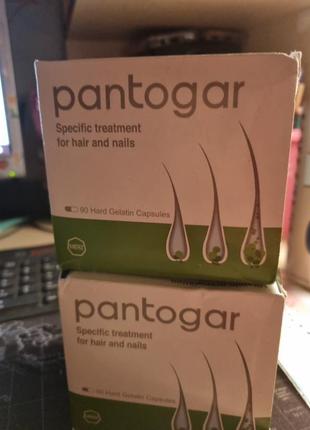 pantogar
Specific treatment
for hair and nails
90 Hard Gelatin Capsules
MERZ
pantogar
Specific treatment
for hair and nails
90 Hard Gelatin Capsules